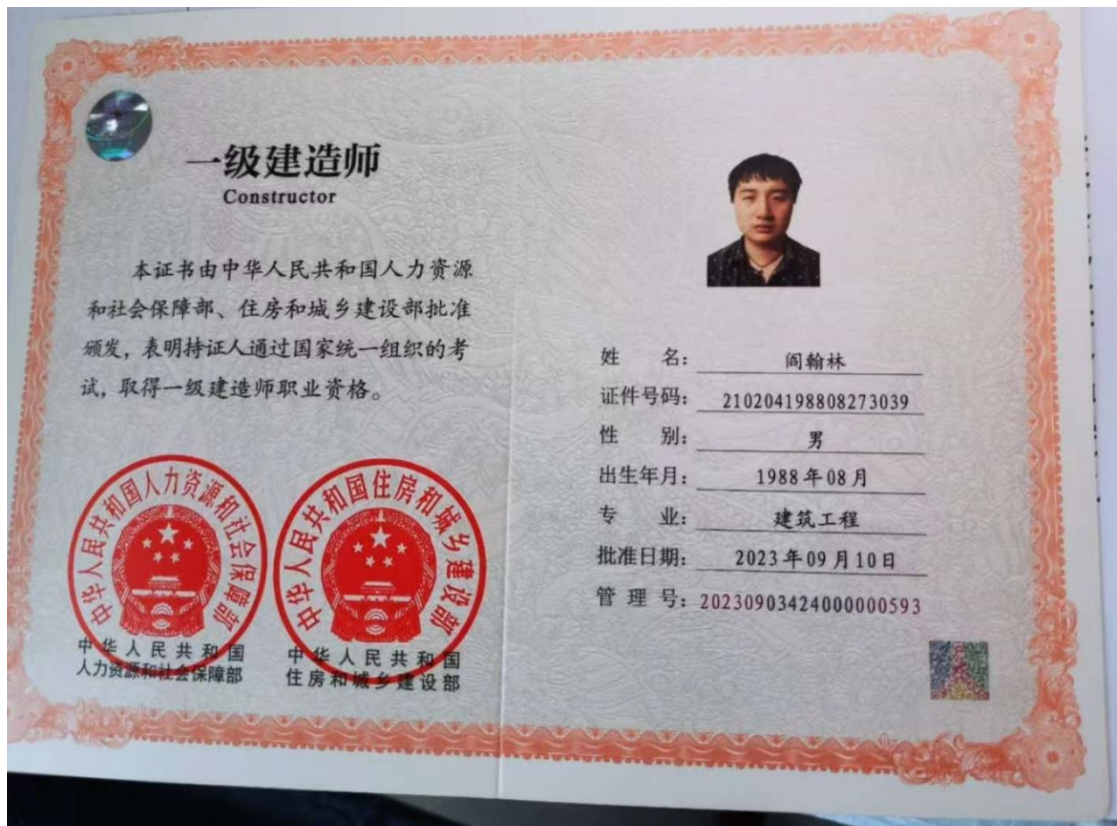 一级建造师
Constructor
本证书由中华人民共和国人力资源
和社会保障部、住房和城乡建设部批准
颁发，表明持证人通过国家统一组织的考
试，取得一级建造师职业资格。
中华人民共和国人力资源和社会保障部
中华人民共和国
人力资源和社会保障部
中华人民共和国住房和城乡建设部
中华人民共和国
住房和城乡建设部
姓 名：阎翰林
证件号码：210204198808273039
性 别：男
出生年月：1988年08月
专 业：建筑工程
批准日期：2023年09月10日
管 理 号：20230903424000000593